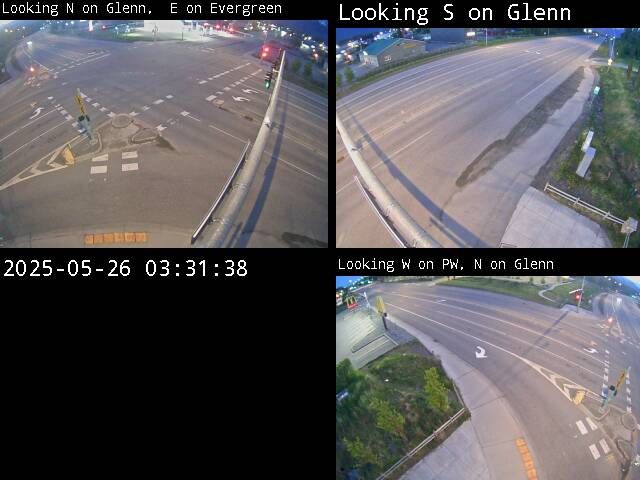 Looking N on Glenn, E on Evergreen
Looking S on Glenn
2025-05-26 03:31:38
Looking W on PW, N on Glenn